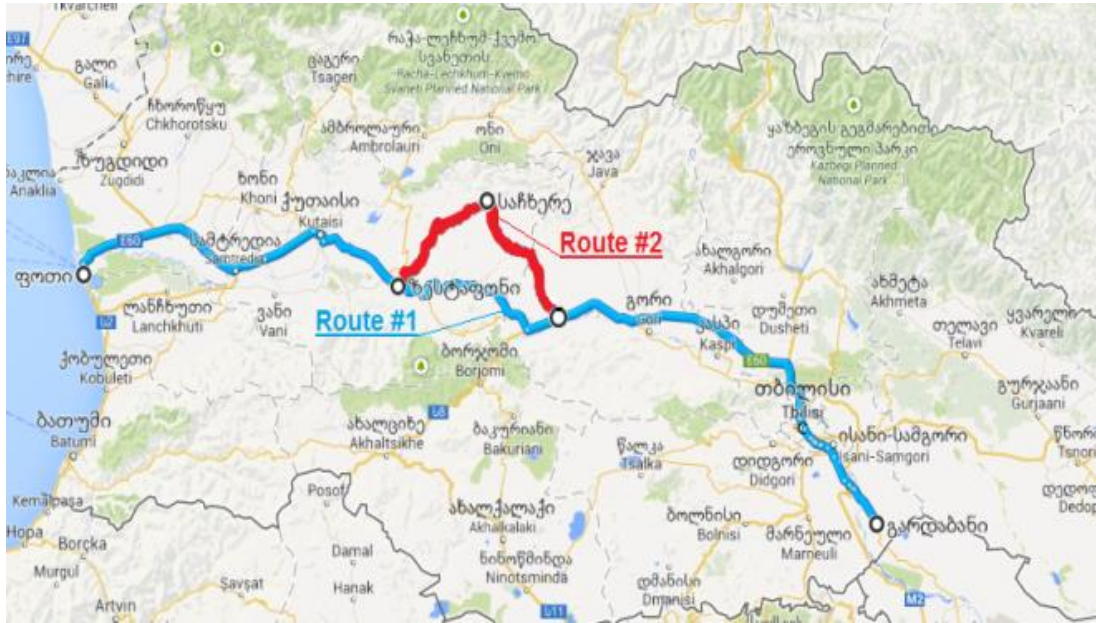 Tkvarcheli
E97
გალი
Gali
ჩხოროწყუ
Chkhorotsku
ზუგდიდი
Zugdidi
Anaklia
ცაგერი
Tsageri
რაჭა-ლეჩხუმ-ქვემო
სვანეთის
Racha-Lechkhum-Kvemo
Svaneti Planned National Park
ამბროლაური
Ambrolauri
ონი
Oni
ჯავა
Java
ყაზბეგის გეგმარებითი
ეროვნული პარკი
Kazbegi Planned
National Park
ხონი
Khoni
ქუთაისი
Kutaisi
საჩხერე
Route #2
E60
სამტრედია
Samtredia
ფოთი
ზესტაფონი
Route #1
ლანჩხუთი
Lanchkhuti
ვანი
Vani
ახალგორი
Akhalgori
დუშეთი
Dusheti
ახმეტა
Akhmeta
გორი
Gori
კასპი
Kaspi
თელავი
Telavi
ყვარელი
Kvareli
ქობულეთი
Kobuleti
ბორჯომი
Borjomi
E60
თბილისი
Tbilisi
გურჯაანი
Gurjaani
ბათუმი
Batumi
ახალციხე
Akhaltsikhe
ბაკურიანი
Bakuriani
წალკა
Tsalka
დიდგორი
Didgori
ისანი-სამგორი
Isani-Samgori
Tsnori
Kemalpaşa
Posof
ახალქალაქი
Akhalkalaki
ბოლნისი
Bolnisi
მარნეული
Marneuli
გარდაბანი
Hopa
Borçka
Murgul
Artvin
Şavşat
Damal
Hanak
ნინოწმინდა
Ninotsminda
დმანისი
Dmanisi
M2